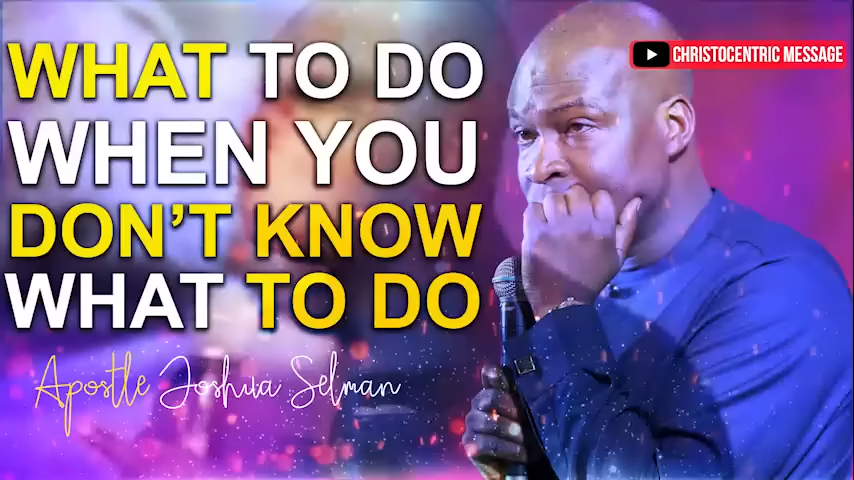 WHAT TO DO
WHEN YOU
DON'T KNOW
WHAT TO DO
Apostle Joshua Selman
CHRISTOCENTRIC MESSAGE